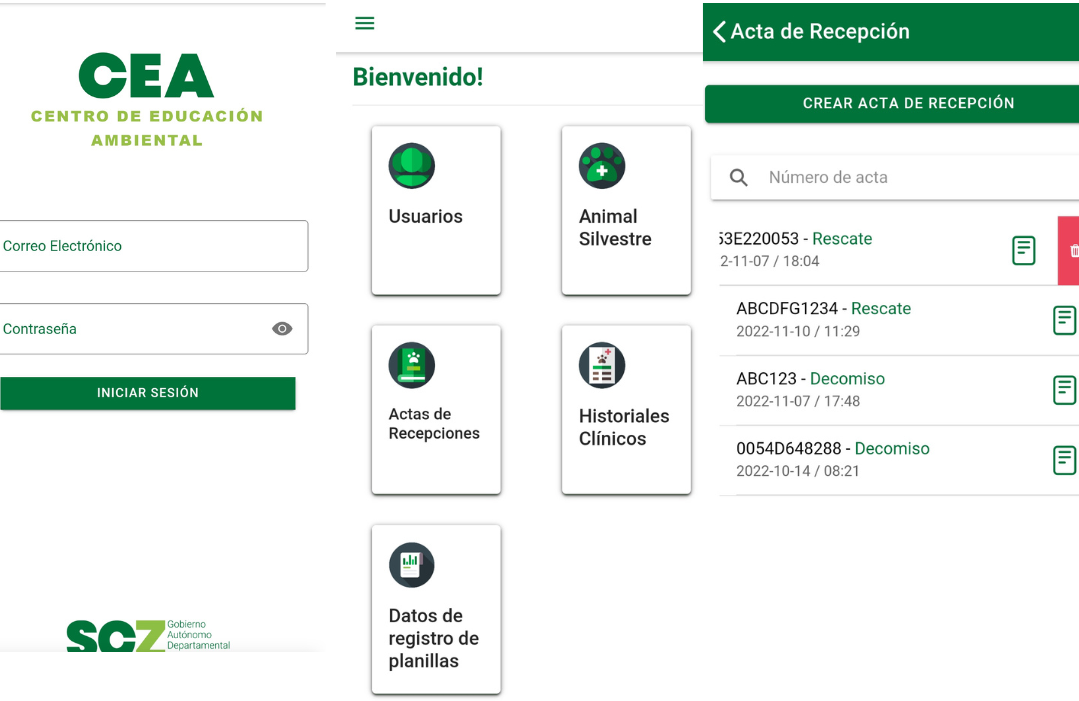 CEA
CENTRO DE EDUCACIÓN
AMBIENTAL
Correo Electrónico
Contraseña
INICIAR SESIÓN
SCZ
Gobierno
Autónomo
Departamental
Bienvenido!
Usuarios
Animal
Silvestre
Actas de
Recepciones
Historiales
Clínicos
Datos de
registro de
planillas
Acta de Recepción
CREAR ACTA DE RECEPCIÓN
Número de acta
53E220053 - Rescate
2-11-07 / 18:04
ABCDFG1234 - Rescate
2022-11-10 / 11:29
ABC123 - Decomiso
2022-11-07 / 17:48
0054D648288 - Decomiso
2022-10-14 / 08:21